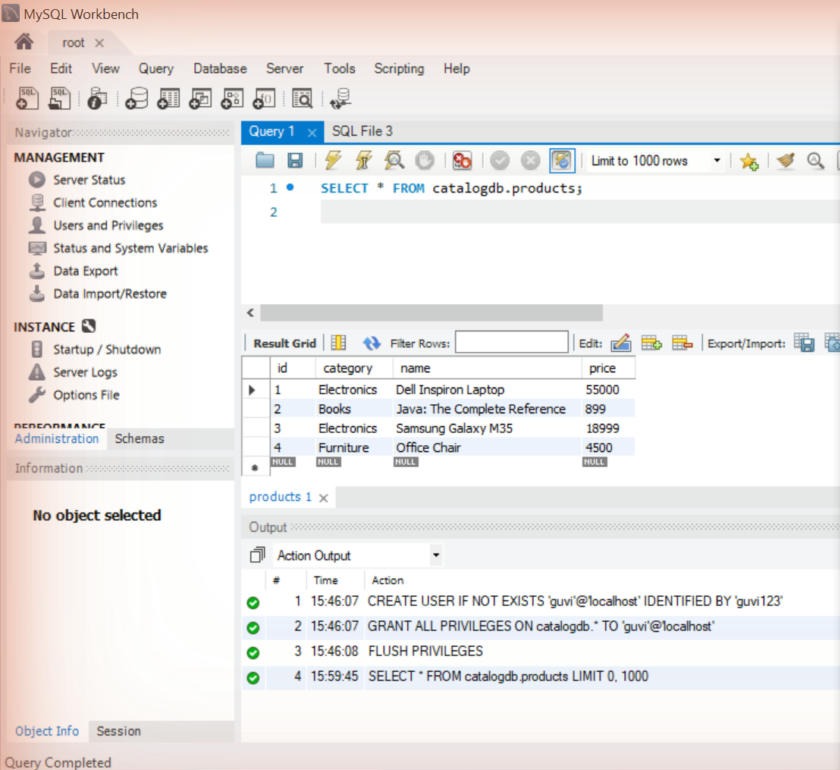 MySQL Workbench
root
File Edit View Query Database Server Tools Scripting Help
Navigator
MANAGEMENT
Server Status
Client Connections
Users and Privileges
Status and System Variables
Data Export
Data Import/Restore
INSTANCE
Startup / Shutdown
Server Logs
Options File
PERFORMANCE
Administration Schemas
Information
No object selected
Object Info Session
Query Completed
Query 1 SQL File 3
Limit to 1000 rows
1 SELECT * FROM catalogdb.products;
2
Result Grid Filter Rows: Edit: Export/Import:
id category name price
1 Electronics Dell Inspiron Laptop 55000
2 Books Java: The Complete Reference 899
3 Electronics Samsung Galaxy M35 18999
4 Furniture Office Chair 4500
NULL NULL NULL NULL
products 1
Output
Action Output
# Time Action
1 15:46:07 CREATE USER IF NOT EXISTS 'guvi'@'localhost' IDENTIFIED BY 'guvi123'
2 15:46:07 GRANT ALL PRIVILEGES ON catalogdb.* TO 'guvi'@'localhost'
3 15:46:08 FLUSH PRIVILEGES
4 15:59:45 SELECT * FROM catalogdb.products LIMIT 0, 1000